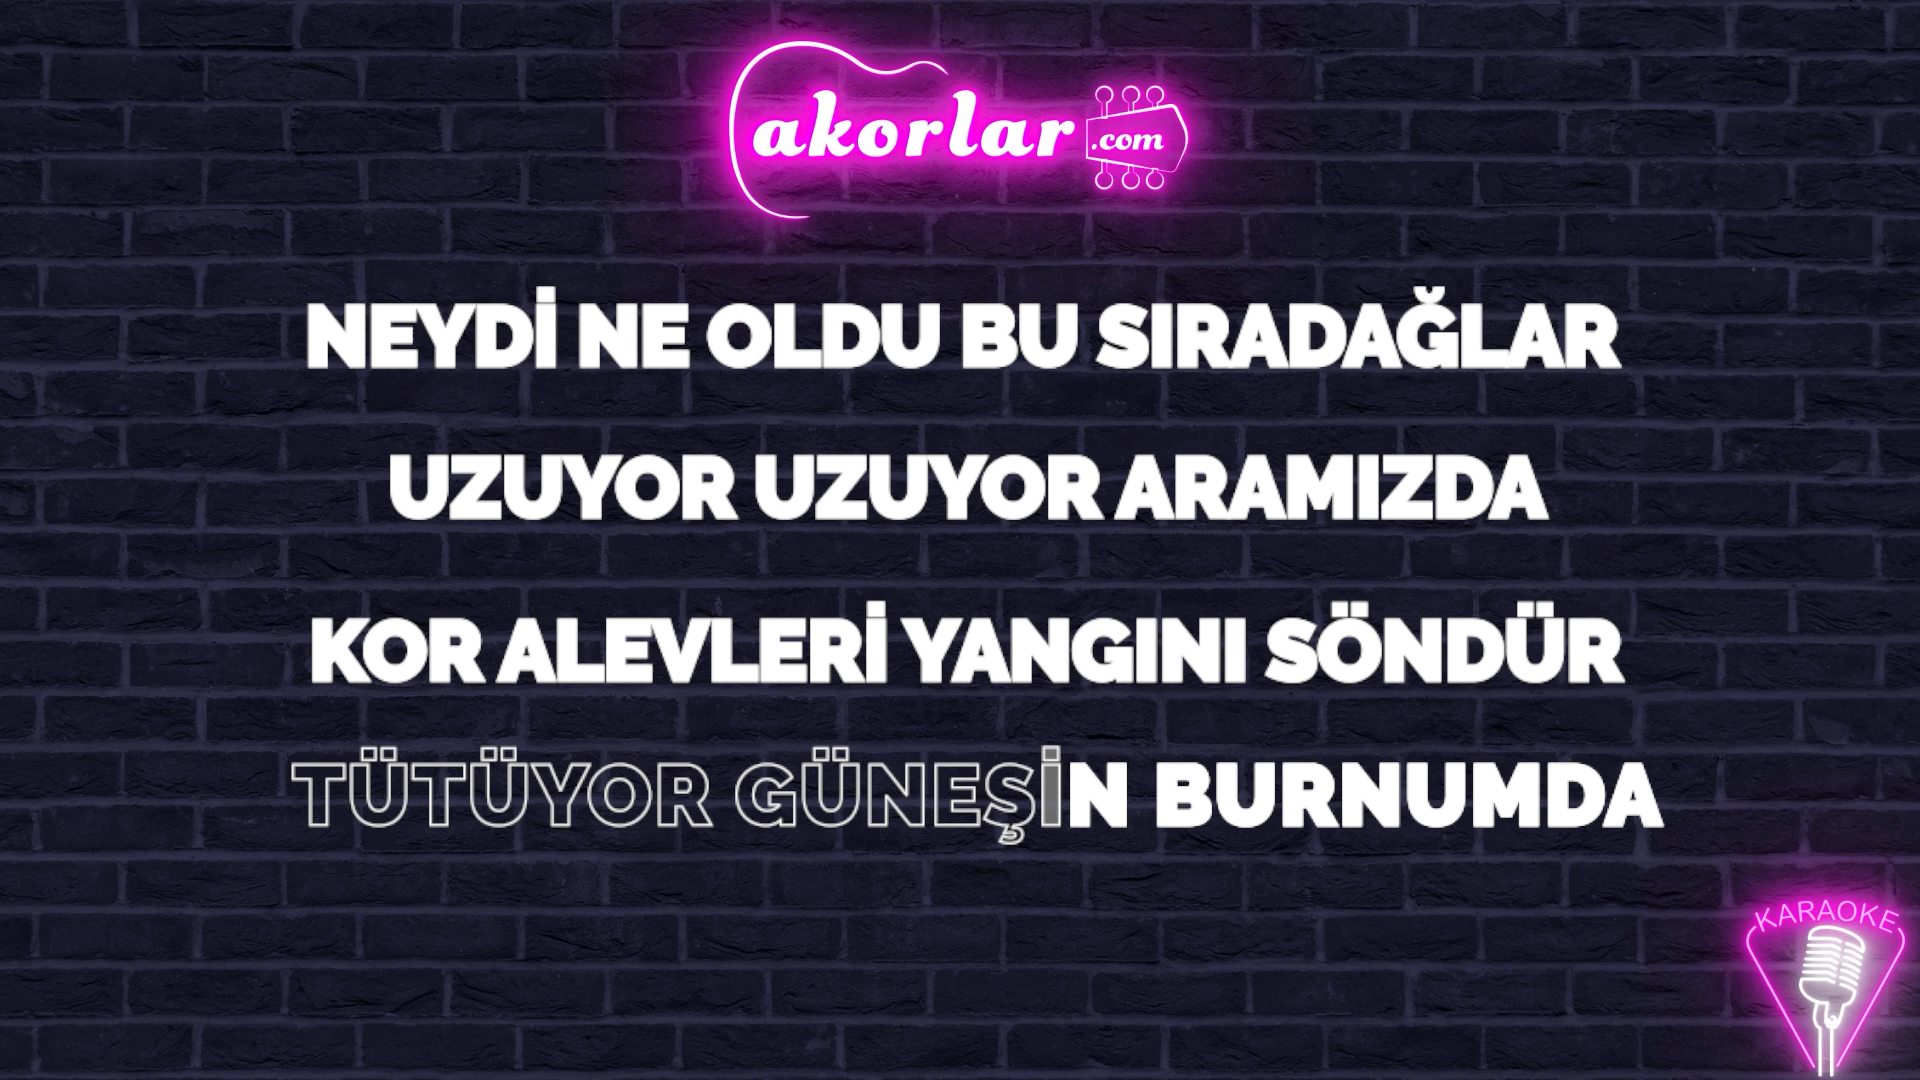 akorlar.com
NEYDİ NE OLDU BU SIRADAĞLAR
UZUYOR UZUYOR ARAMIZDA
KOR ALEVLERİ YANGINI SÖNDÜR
TÜTÜYOR GÜNEŞİN BURNUMDA
KARAOKE